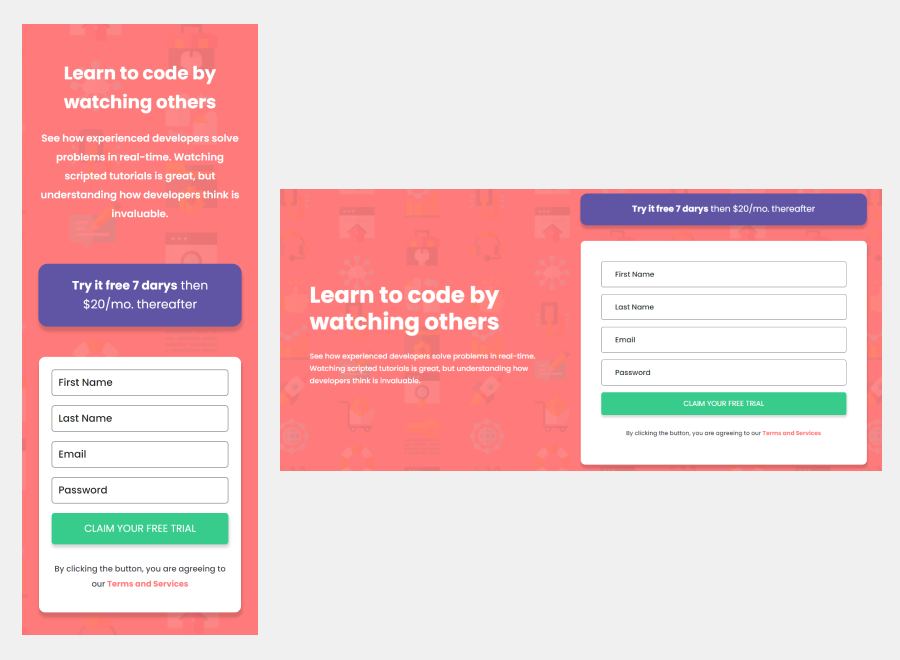 Learn to code by
watching others
See how experienced developers solve
problems in real-time. Watching
scripted tutorials is great, but
understanding how developers think is
invaluable.
Try it free 7 darys then
$20/mo. thereafter
First Name
Last Name
Email
Password
CLAIM YOUR FREE TRIAL
By clicking the button, you are agreeing to
our Terms and Services
Learn to code by
watching others
See how experienced developers solve problems in real-time.
Watching scripted tutorials is great, but understanding how
developers think is invaluable.
Try it free 7 darys then $20/mo. thereafter
First Name
Last Name
Email
Password
CLAIM YOUR FREE TRIAL
By clicking the button, you are agreeing to our Terms and Services